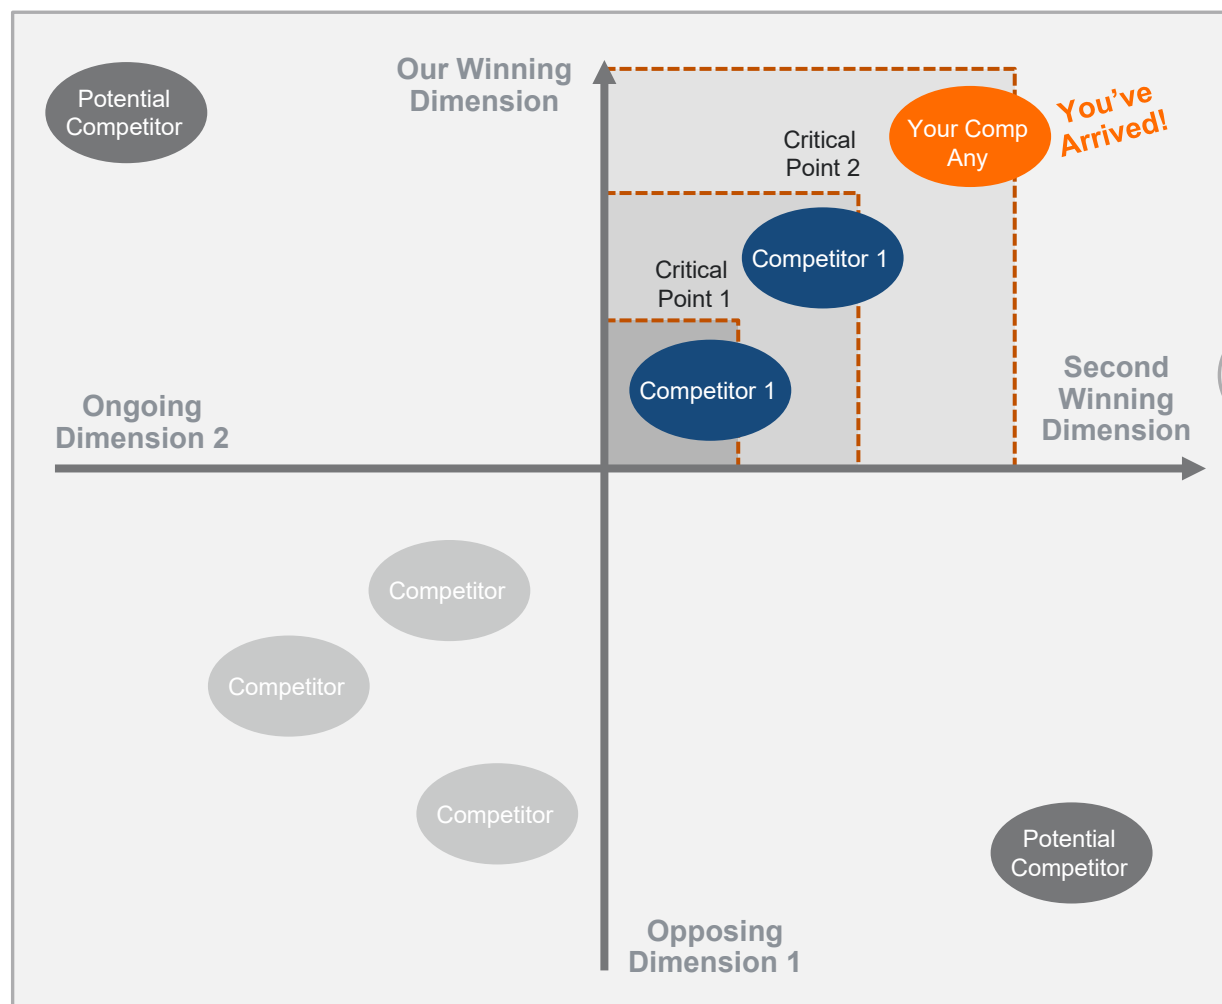 Potential
Competitor
Our Winning
Dimension
Your Comp
Any
You’ve
Arrived!
Critical
Point 2
Competitor 1
Critical
Point 1
Competitor 1
Second
Winning
Dimension
Ongoing
Dimension 2
Competitor
Competitor
Competitor
Potential
Competitor
Opposing
Dimension 1